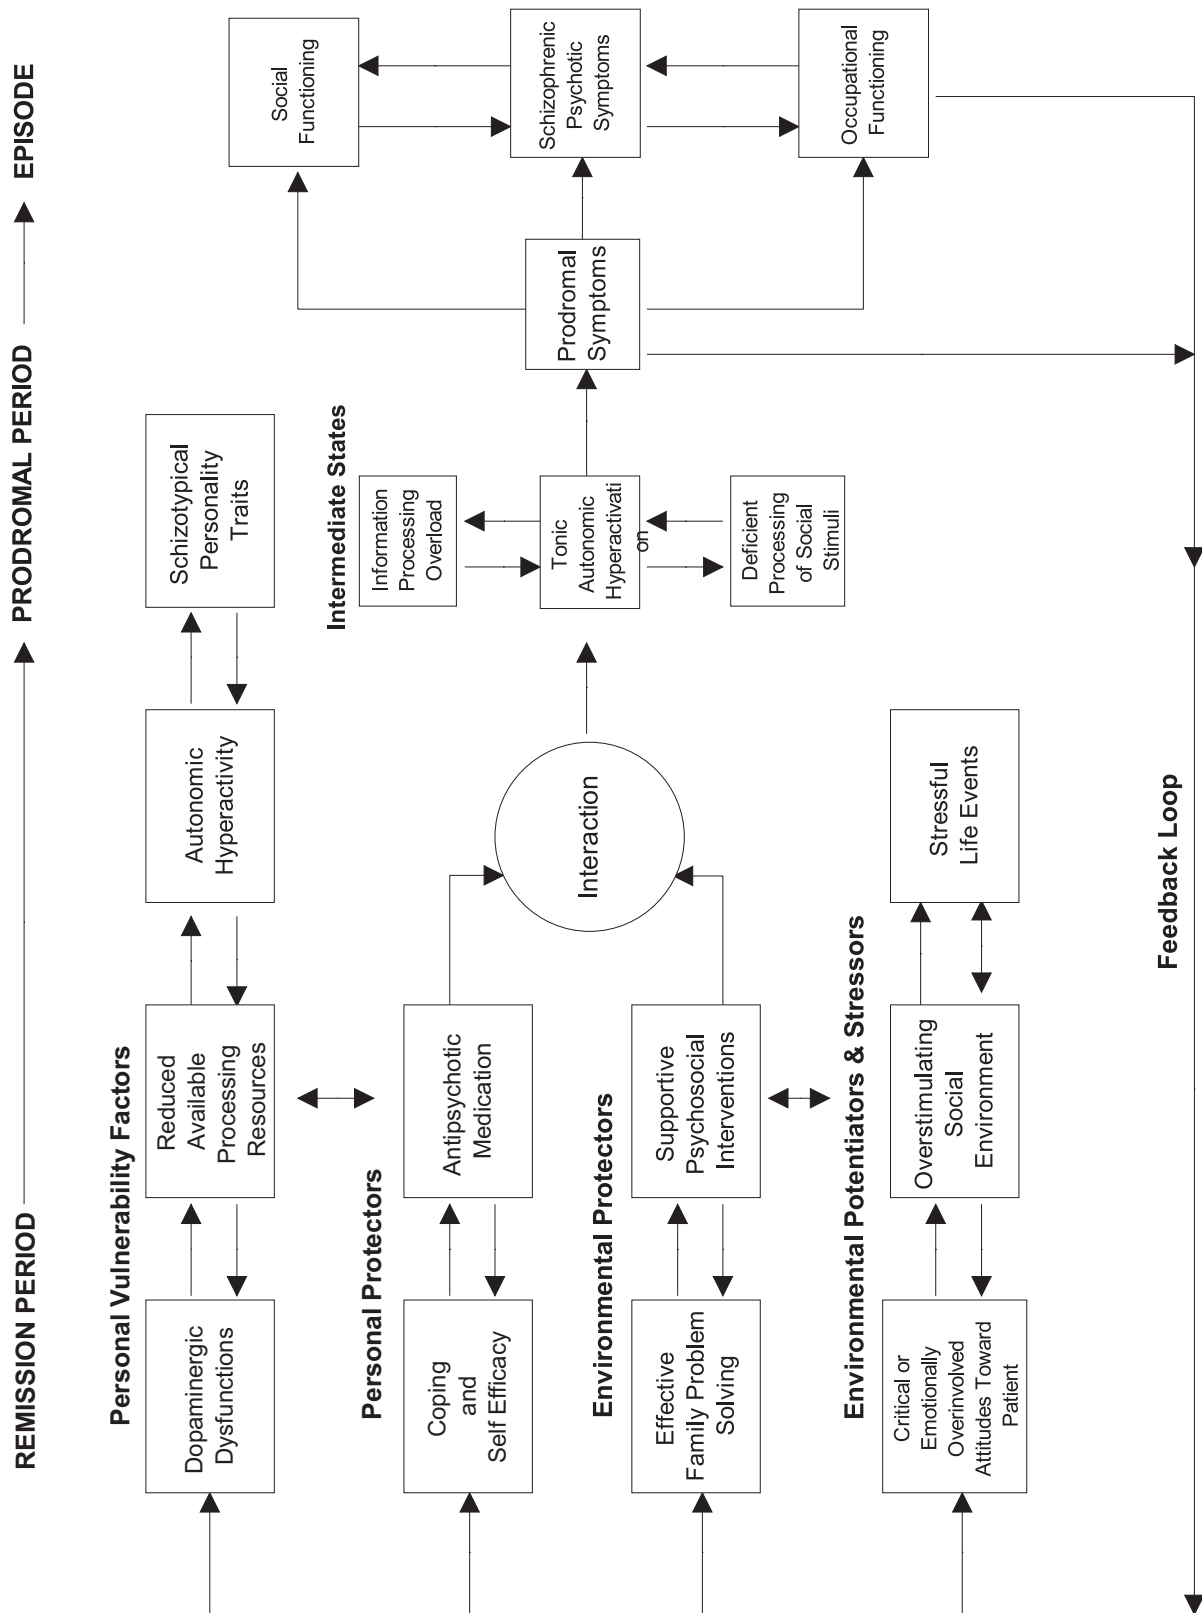 REMISSION PERIOD
PRODROMAL PERIOD
EPISODE
Personal Vulnerability Factors
Dopaminergic
Dysfunctions
Reduced
Available
Processing
Resources
Autonomic
Hyperactivity
Schizotypical
Personality
Traits
Personal Protectors
Coping
and
Self Efficacy
Antipsychotic
Medication
Environmental Protectors
Effective
Family Problem
Solving
Supportive
Psychosocial
Interventions
Interaction
Environmental Potentiators & Stressors
Critical or
Emotionally
Overinvolved
Attitudes Toward
Patient
Overstimulating
Social
Environment
Stressful
Life Events
Intermediate States
Information
Processing
Overload
Tonic
Autonomic
Hyperactivati
on
Deficient
Processing
of Social
Stimuli
Prodromal
Symptoms
Social
Functioning
Schizophrenic
Psychotic
Symptoms
Occupational
Functioning
Feedback Loop